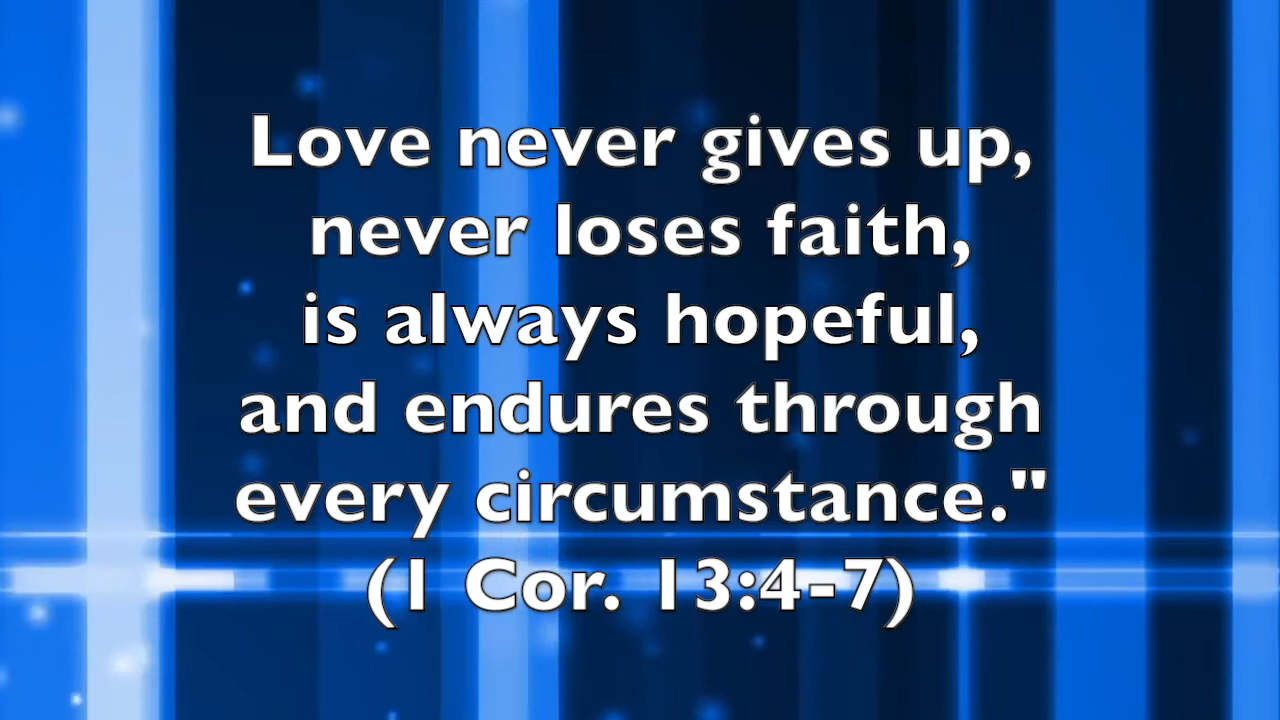 Love never gives up,
never loses faith,
is always hopeful,
and endures through
every circumstance."
(1 Cor. 13:4-7)